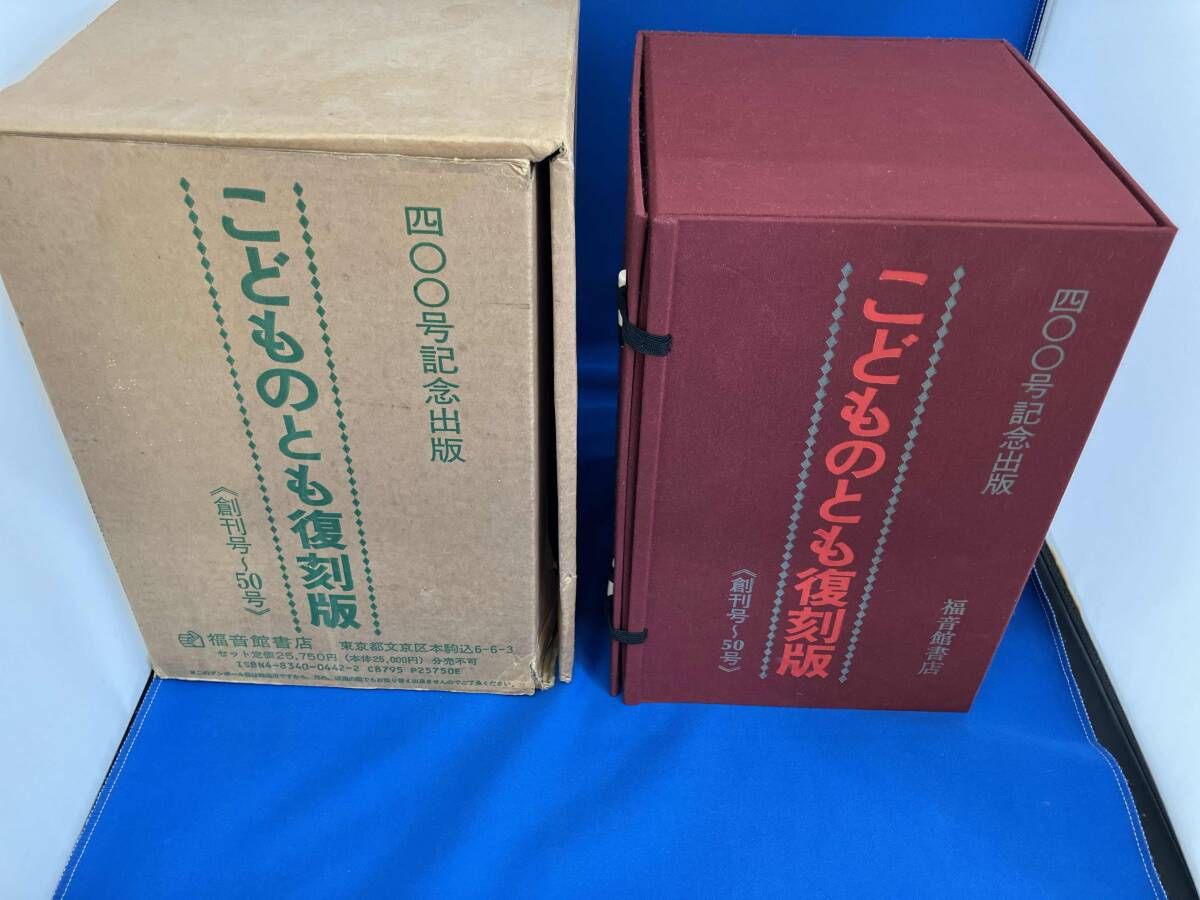 四〇〇号記念出版
こどものとも復刻版
《創刊号～50号》
福音館書店 東京都文京区本駒込6-6-3
セット定価25,750円(本体25,000円)分売不可
ISBN4-8340-0442-2 C8795 P25750E
四〇〇号記念出版
こどものとも復刻版
《創刊号～50号》
福音館書店